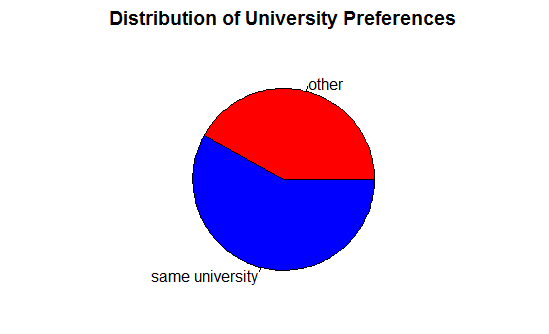 Distribution of University Preferences
other
same university